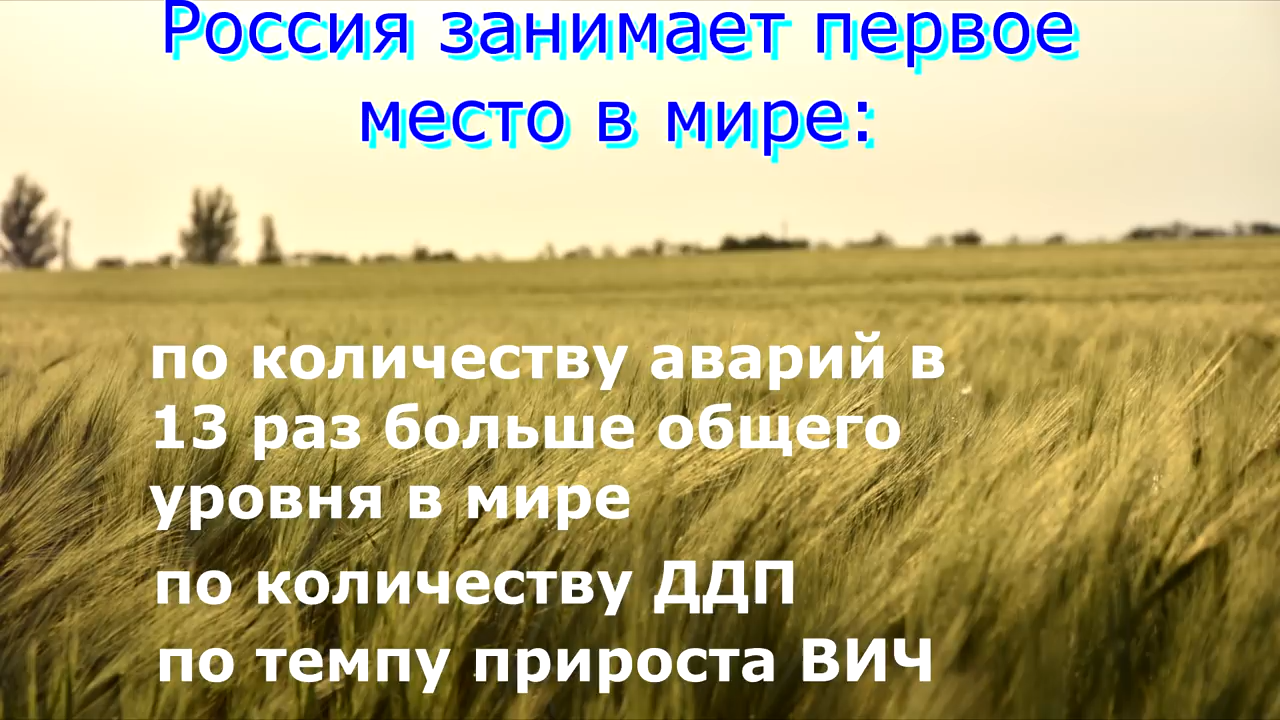 Россия занимает первое
место в мире:
по количеству аварий в
13 раз больше общего
уровня в мире
по количеству ДДП
по темпу прироста ВИЧ